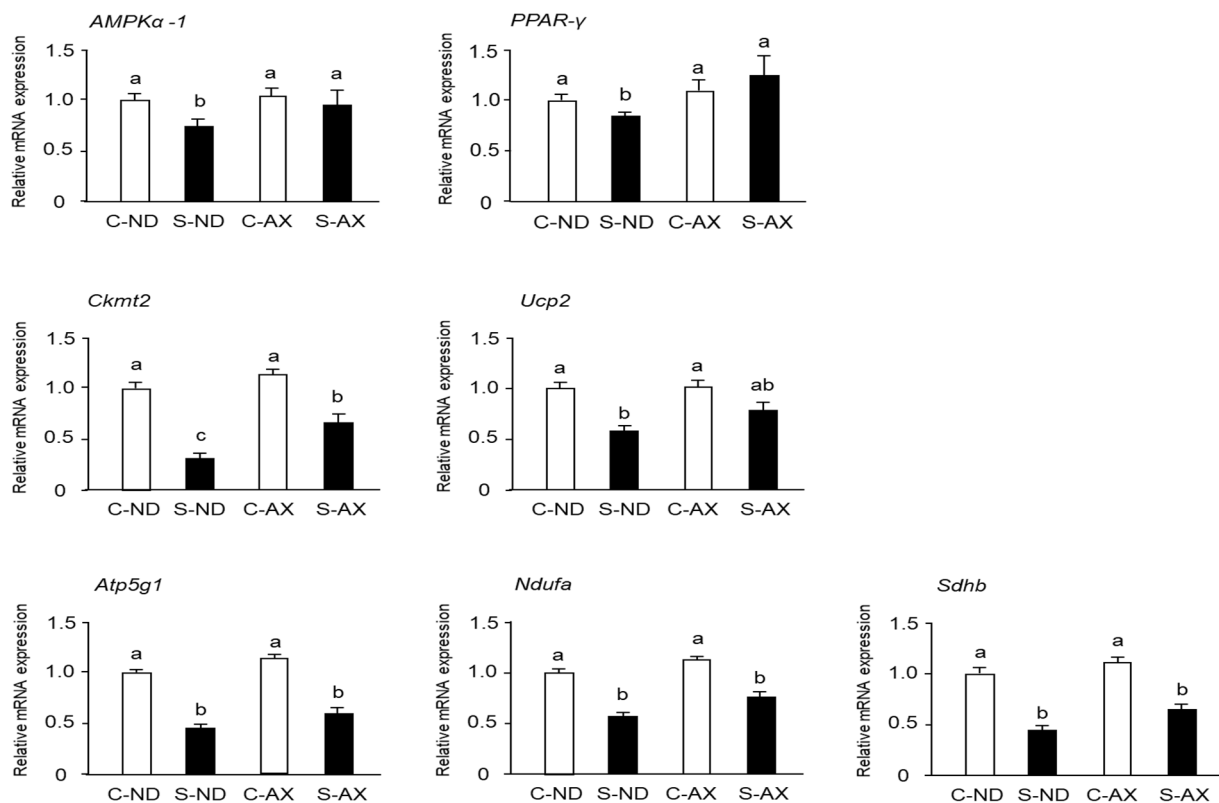 AMPKα -1
Relative mRNA expression
1.5
1.0
0.5
0
a
b
a
a
C-ND S-ND C-AX S-AX
PPAR-γ
Relative mRNA expression
1.5
1.0
0.5
0
a
b
a
a
C-ND S-ND C-AX S-AX
Ckmt2
Relative mRNA expression
1.5
1.0
0.5
0
a
c
a
b
C-ND S-ND C-AX S-AX
Ucp2
Relative mRNA expression
1.5
1.0
0.5
0
a
b
a
ab
C-ND S-ND C-AX S-AX
Atp5g1
Relative mRNA expression
1.5
1.0
0.5
0
a
b
a
b
C-ND S-ND C-AX S-AX
Ndufa
Relative mRNA expression
1.5
1.0
0.5
0
a
b
a
b
C-ND S-ND C-AX S-AX
Sdhb
Relative mRNA expression
1.5
1.0
0.5
0
a
b
a
b
C-ND S-ND C-AX S-AX